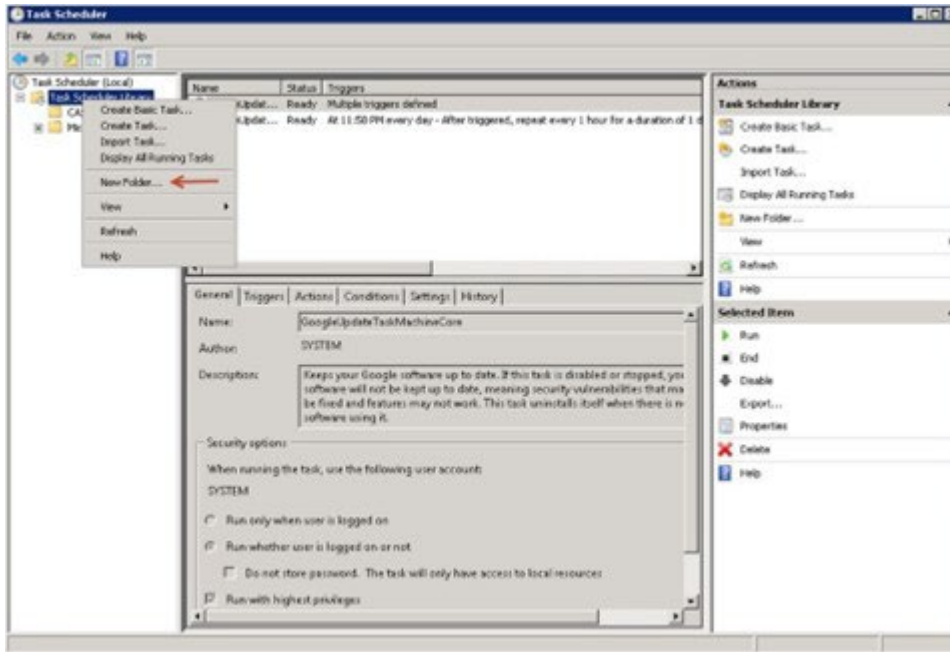 Task Scheduler
File Action View Help
Task Scheduler (Local)
Task Scheduler Library
Create Basic Task...
Create Task...
Import Task...
Display All Running Tasks
New Folder...
View
Refresh
Help
Name Status Triggers
Updat... Ready Multiple triggers defined
Updat... Ready At 11:50 PM every day - After triggered, repeat every 1 hour for a duration of 1 d
General Triggers Actions Conditions Settings History
Name: GoogleUpdateTaskMachineCore
Author: SYSTEM
Description: Keeps your Google software up to date. If this task is disabled or stopped, you
software will not be kept up to date, meaning security vulnerabilities that ma
be fixed and features may not work. This task uninstalls itself when there is n
software using it.
Security options
When running the task, use the following user account:
SYSTEM
Run only when user is logged on
Run whether user is logged on or not
Do not store password. The task will only have access to local resources
Run with highest privileges
Actions
Task Scheduler Library
Create Basic Task...
Create Task...
Import Task...
Display All Running Tasks
New Folder...
View
Refresh
Help
Selected Item
Run
End
Disable
Export...
Properties
Delete
Help